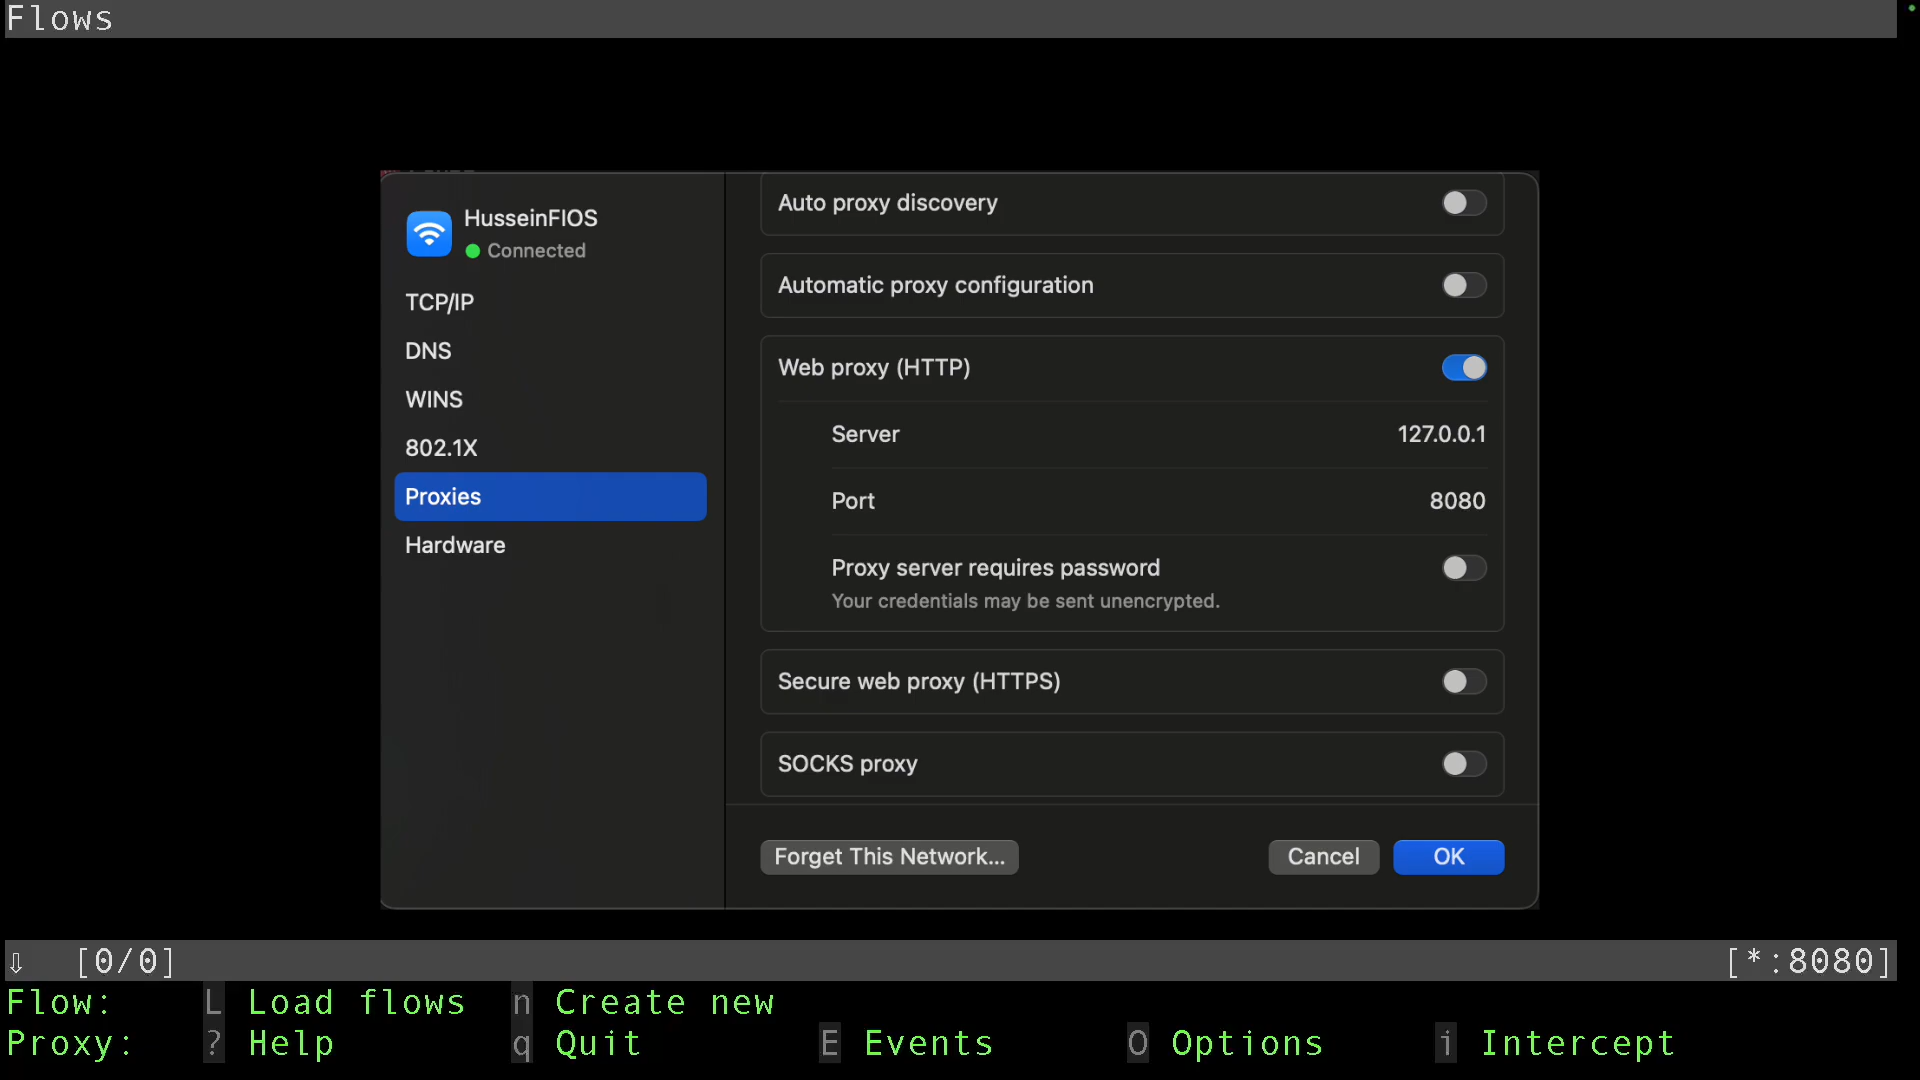 Flows
HusseinFIOS
Connected
TCP/IP
DNS
WINS
802.1X
Proxies
Hardware
Auto proxy discovery
Automatic proxy configuration
Web proxy (HTTP)
Server 127.0.0.1
Port 8080
Proxy server requires password
Your credentials may be sent unencrypted.
Secure web proxy (HTTPS)
SOCKS proxy
Forget This Network... Cancel OK
⇩ [0/0] [*:8080]
Flow: L Load flows n Create new
Proxy: ? Help q Quit E Events O Options i Intercept